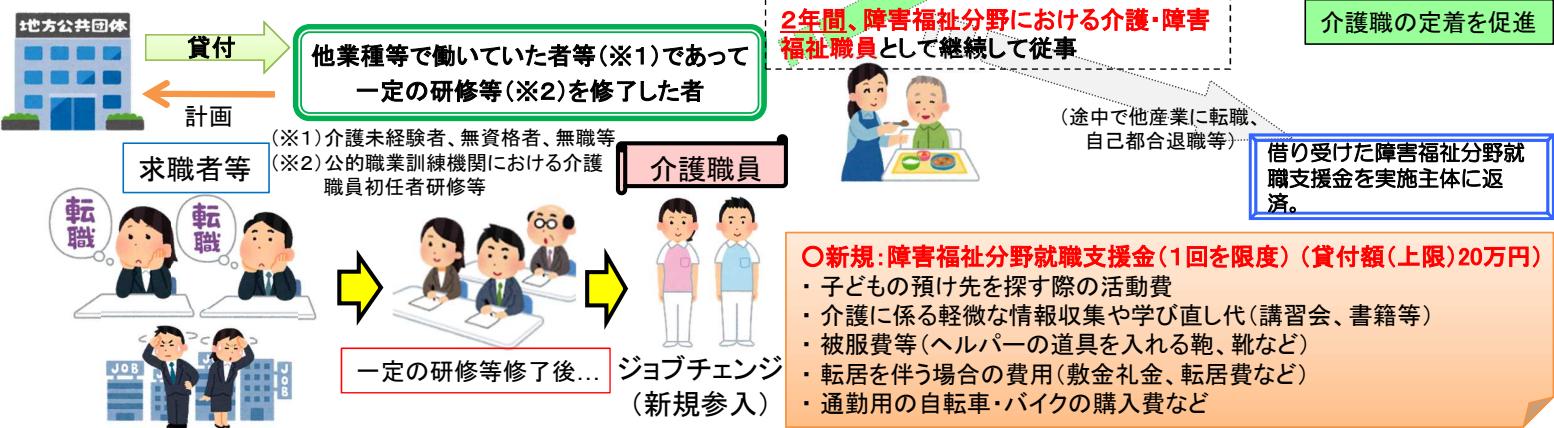 地方公共団体
貸付
計画
他業種等で働いていた者等(※1)であって
一定の研修等(※2)を修了した者
(※1)介護未経験者、無資格者、無職等
(※2)公的職業訓練機関における介護
職員初任者研修等
2年間、障害福祉分野における介護・障害
福祉職員として継続して従事
介護職の定着を促進
(途中で他産業に転職、
自己都合退職等)
借り受けた障害福祉分野就
職支援金を実施主体に返
済。
求職者等
転職
転職
JOB
JOB
一定の研修等修了後…
介護職員
ジョブチェンジ
(新規参入)
〇新規:障害福祉分野就職支援金(1回を限度) (貸付額(上限)20万円)
・ 子どもの預け先を探す際の活動費
・ 介護に係る軽微な情報収集や学び直し代(講習会、書籍等)
・ 被服費等(ヘルパーの道具を入れる鞄、靴など)
・ 転居を伴う場合の費用(敷金礼金、転居費など)
・ 通勤用の自転車・バイクの購入費など